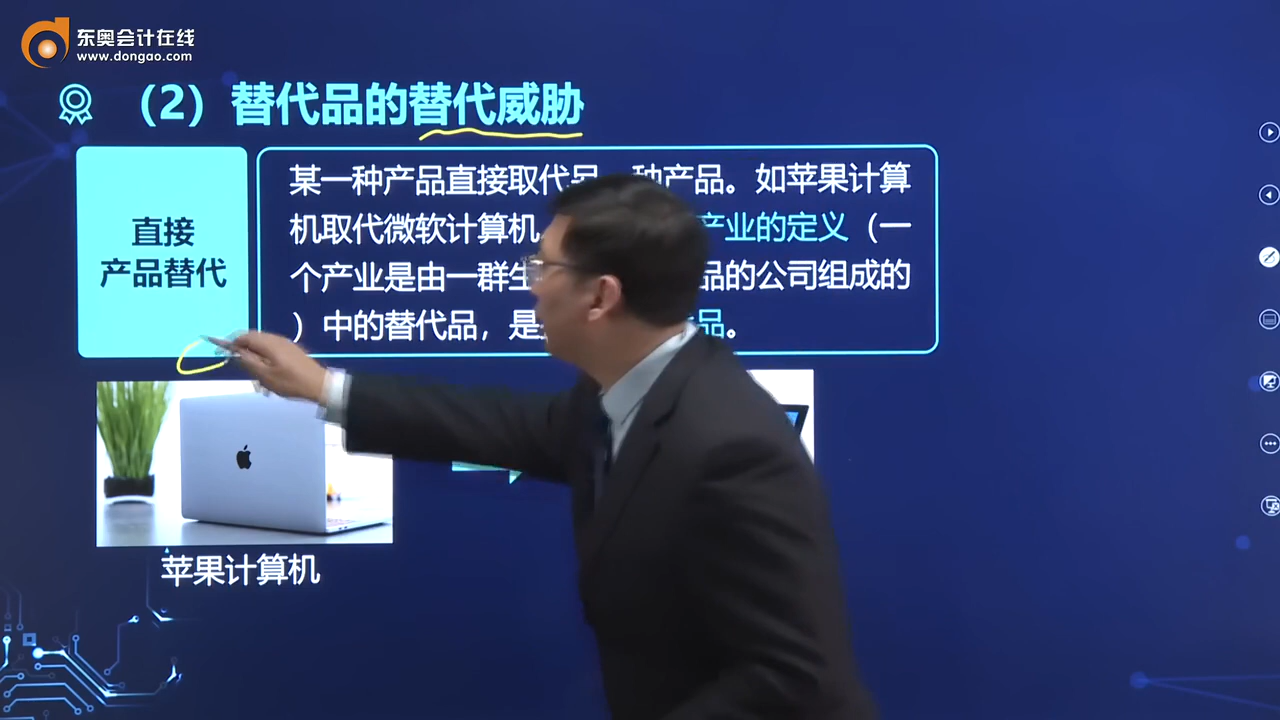 东奥会计在线
www.dongao.com
（2）替代品的替代威胁
直接
产品替代
某一种产品直接取代另一种产品。如苹果计算
机取代微软计算机 产业的定义（一
个产业是由一群生 品的公司组成的
）中的替代品，是 品。
苹果计算机